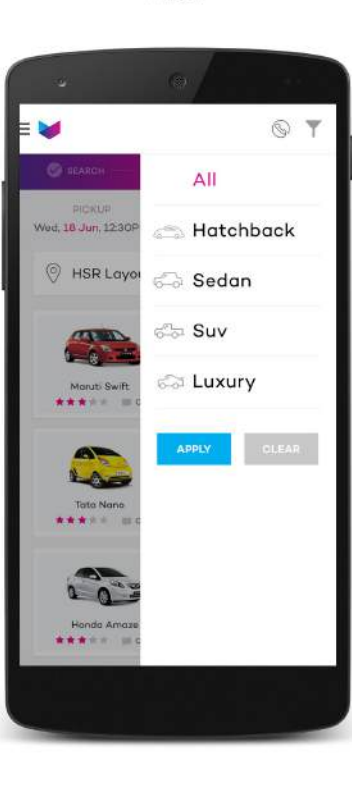 SEARCH
PICKUP
Wed, 18 Jun, 12:30P
HSR Layou
Maruti Swift
Tata Nano
Honda Amaze
All
Hatchback
Sedan
Suv
Luxury
APPLY
CLEAR